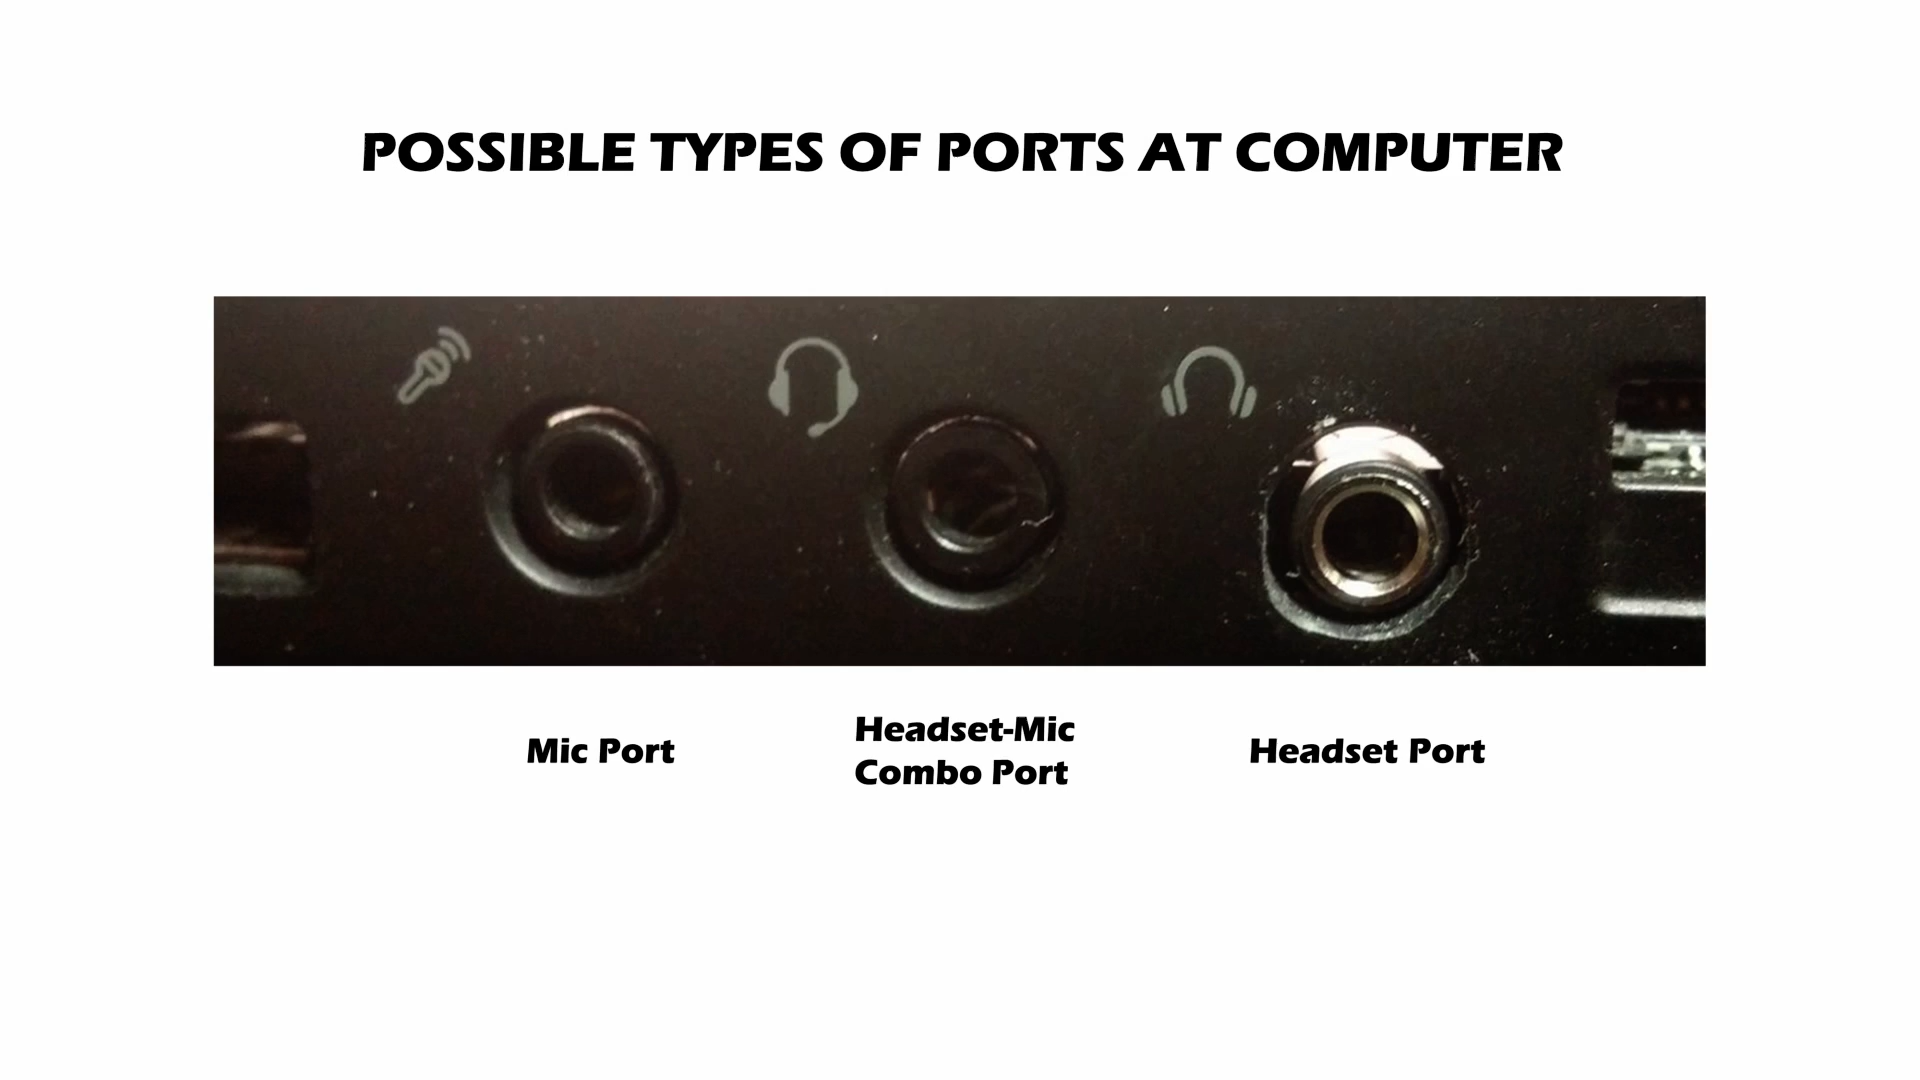 POSSIBLE TYPES OF PORTS AT COMPUTER
Mic Port
Headset-Mic
Combo Port
Headset Port